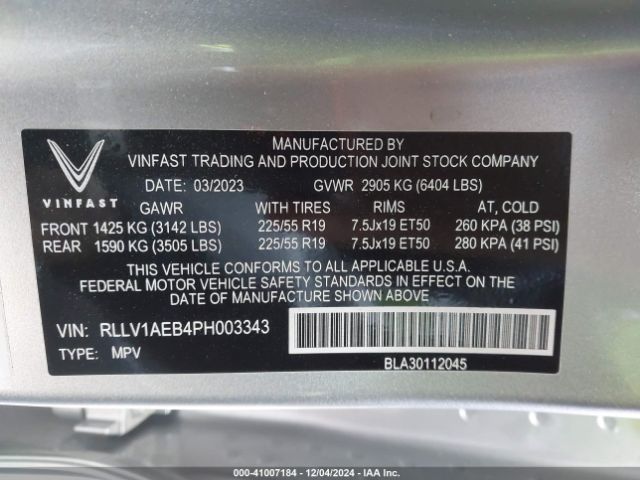 MANUFACTURED BY
VINFAST TRADING AND PRODUCTION JOINT STOCK COMPANY
VINFAST
DATE: 03/2023 GVWR 2905 KG (6404 LBS)
GAWR WITH TIRES RIMS AT, COLD
FRONT 1425 KG (3142 LBS) 225/55 R19 7.5Jx19 ET50 260 KPA (38 PSI)
REAR 1590 KG (3505 LBS) 225/55 R19 7.5Jx19 ET50 280 KPA (41 PSI)
THIS VEHICLE CONFORMS TO ALL APPLICABLE U.S.A.
FEDERAL MOTOR VEHICLE SAFETY STANDARDS IN EFFECT ON THE
DATE OF MANUFACTURE SHOWN ABOVE
VIN: RLLV1AEB4PH003343
TYPE: MPV
BLA30112045
000-41007184 - 12/04/2024 - IAA Inc.